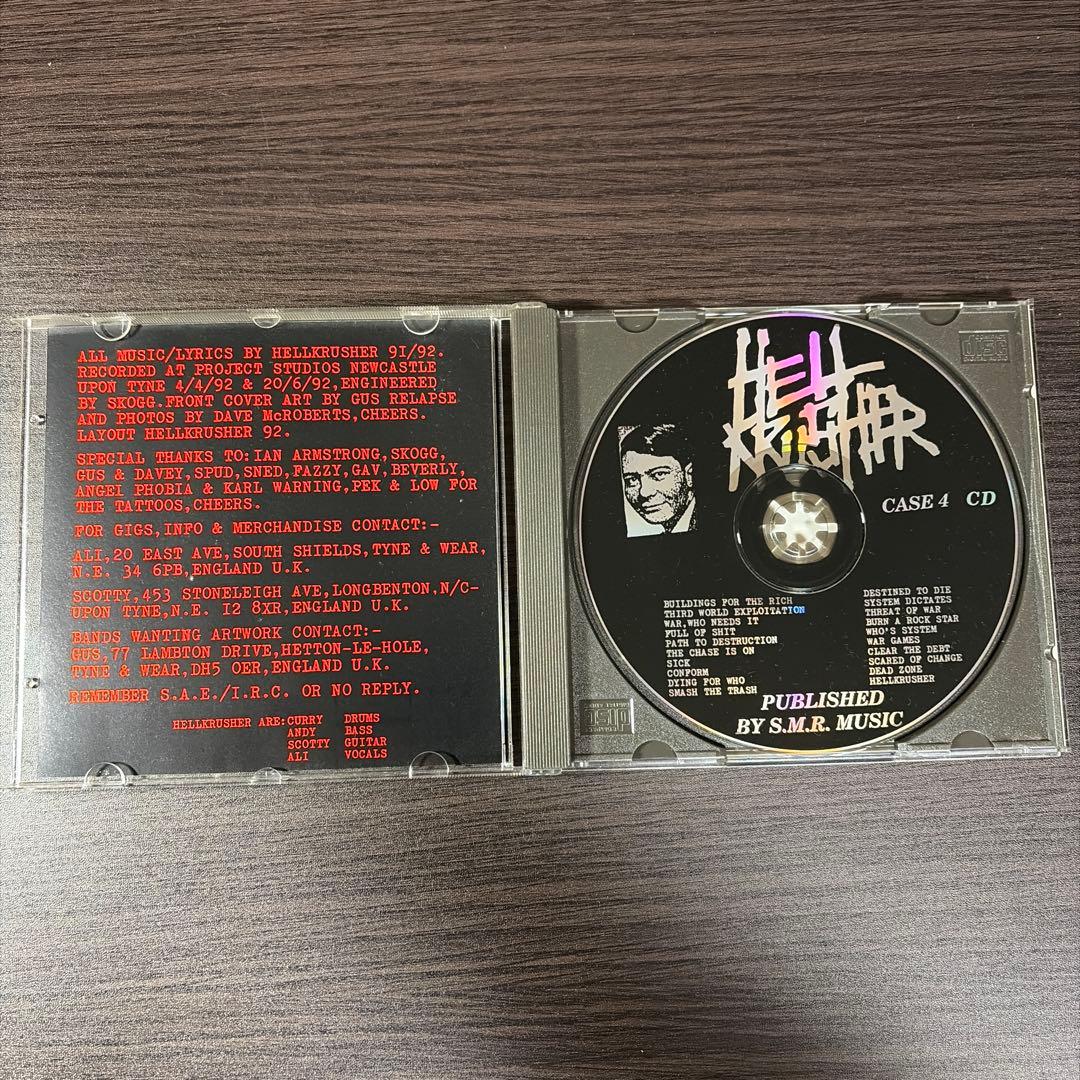 ALL MUSIC/LYRICS BY HELLKRUSHER 9I/92.
RECORDED AT PROJECT STUDIOS NEWCASTLE
UPON TYNE 4/4/92 & 20/6/92,ENGINEERED
BY SKOGG.FRONT COVER ART BY GUS RELAPSE
AND PHOTOS BY DAVE McROBERTS,CHEERS.
LAYOUT HELLKRUSHER 92.
SPECIAL THANKS TO:IAN ARMSTRONG,SKOGG,
GUS & DAVEY,SPUD,SNED,FAZZY,GAV,BEVERLY,
ANGEL PHOBIA & KARL WARNING,PEK & LOW FOR
THE TATTOOS,CHEERS.
FOR GIGS,INFO & MERCHANDISE CONTACT:-
ALI,20 EAST AVE,SOUTH SHIELDS,TYNE & WEAR,
N.E. 34 6PB,ENGLAND U.K.
SCOTTY,453 STONELEIGH AVE,LONGBENTON,N/C-
UPON TYNE,N.E. I2 8XR,ENGLAND U.K.
BANDS WANTING ARTWORK CONTACT:-
GUS,77 LAMBTON DRIVE,HETTON-LE-HOLE,
TYNE & WEAR,DH5 OER,ENGLAND U.K.
REMEMBER S.A.E./I.R.C. OR NO REPLY.
HELLKRUSHER ARE:CURRY DRUMS
ANDY BASS
SCOTTY GUITAR
ALI VOCALS
HELL
KRUSHER
CASE 4 CD
BUILDINGS FOR THE RICH
THIRD WORLD EXPLOITATION
WAR,WHO NEEDS IT
FULL OF SHIT
PATH TO DESTRUCTION
THE CHASE IS ON
SICK
CONFORM
DYING FOR WHO
SMASH THE TRASH
DESTINED TO DIE
SYSTEM DICTATES
THREAT OF WAR
BURN A ROCK STAR
WHO'S SYSTEM
WAR GAMES
CLEAR THE DEBT
SCARED OF CHANGE
DEAD ZONE
HELLKRUSHER
PUBLISHED
BY S.M.R. MUSIC